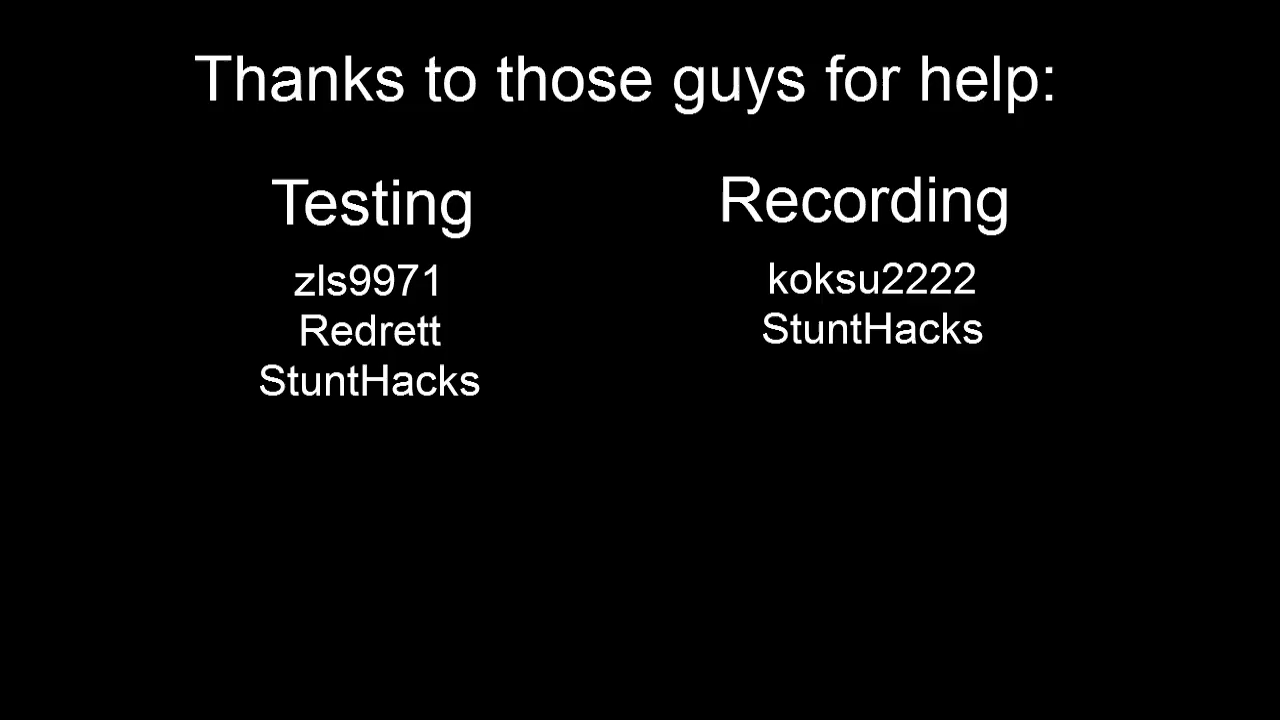 Thanks to those guys for help:
Testing
zls9971
Redrett
StuntHacks
Recording
koksu2222
StuntHacks